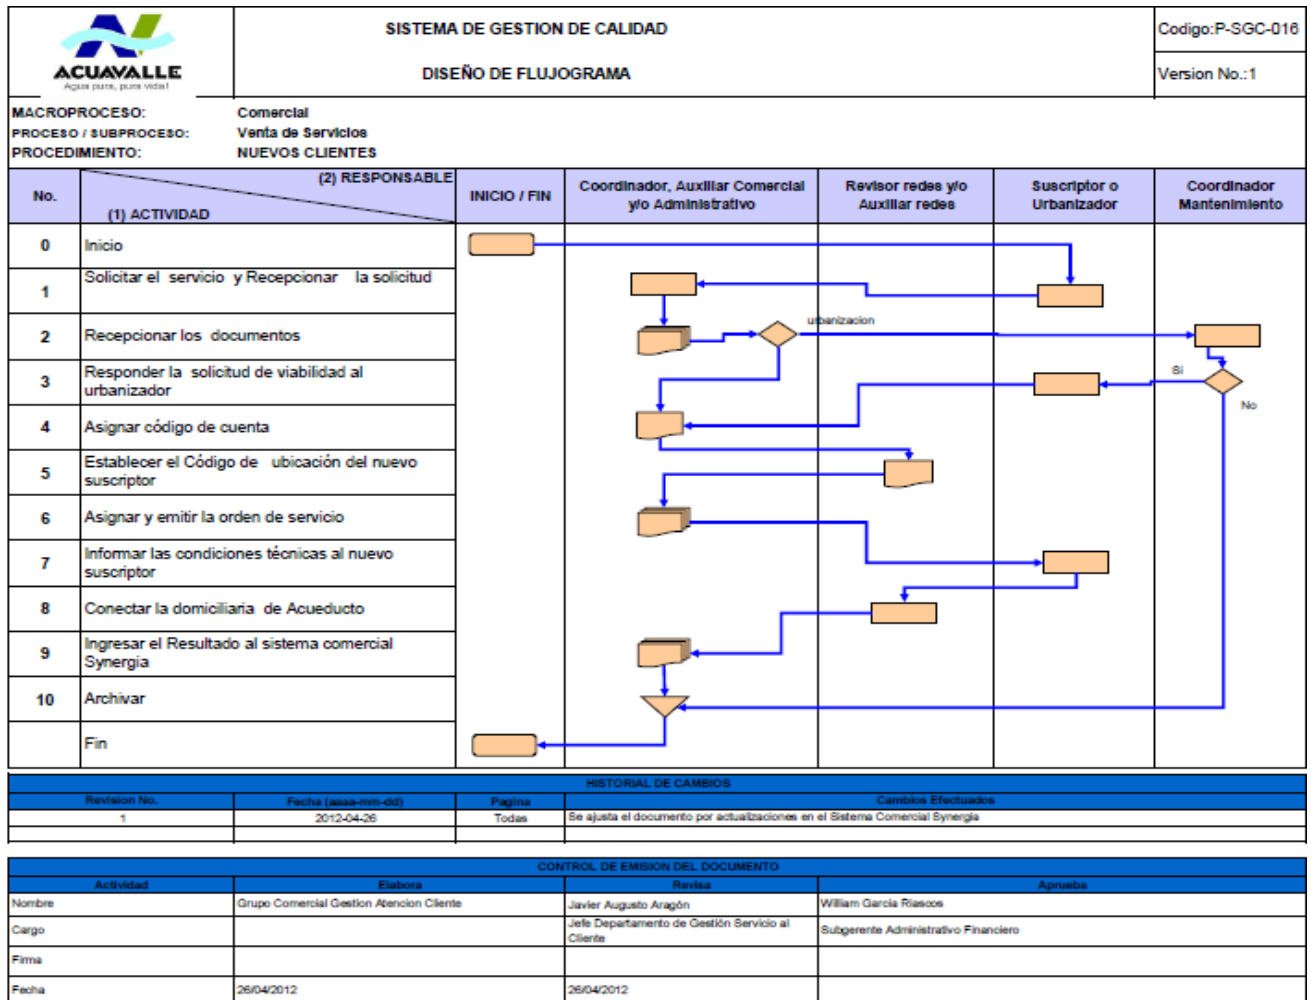 SISTEMA DE GESTION DE CALIDAD
Codigo:P-SGC-016
ACUAVALLE
Agua pura, pura vida!
DISEÑO DE FLUJOGRAMA
Version No.:1
MACROPROCESO: Comercial
PROCESO / SUBPROCESO: Venta de Servicios
PROCEDIMIENTO: NUEVOS CLIENTES
No.
(2) RESPONSABLE
(1) ACTIVIDAD
INICIO / FIN
Coordinador, Auxiliar Comercial
y/o Administrativo
Revisor redes y/o
Auxiliar redes
Suscriptor o
Urbanizador
Coordinador
Mantenimiento
0 Inicio
1 Solicitar el servicio y Recepcionar la solicitud
2 Recepcionar los documentos
urbanizacion
3 Responder la solicitud de viabilidad al
urbanizador
Si
No
4 Asignar código de cuenta
5 Establecer el Código de ubicación del nuevo
suscriptor
6 Asignar y emitir la orden de servicio
7 Informar las condiciones técnicas al nuevo
suscriptor
8 Conectar la domiciliaria de Acueducto
9 Ingresar el Resultado al sistema comercial
Synergia
10 Archivar
Fin
HISTORIAL DE CAMBIOS
Revision No. Fecha (aaaa-mm-dd) Pagina Cambios Efectuados
1 2012-04-26 Todas Se ajusta el documento por actualizaciones en el Sistema Comercial Synergia
CONTROL DE EMISION DEL DOCUMENTO
Actividad Elabora Revisa Aprueba
Nombre Grupo Comercial Gestion Atencion Cliente Javier Augusto Aragón William Garcia Riascos
Cargo Jefe Departamento de Gestión Servicio al
Cliente Subgerente Administrativo Financiero
Firma
Fecha 26/04/2012 26/04/2012